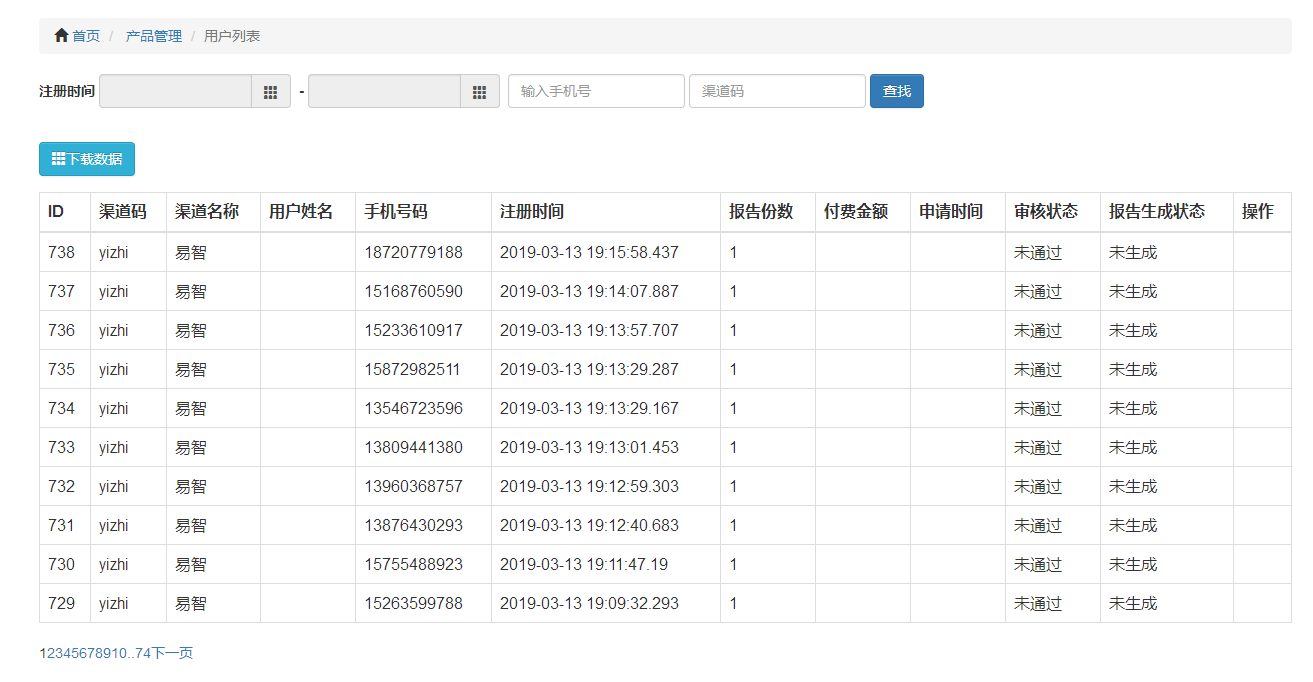 首页 / 产品管理 / 用户列表
注册时间 - 输入手机号 渠道码 查找
下载数据
ID 渠道码 渠道名称 用户姓名 手机号码 注册时间 报告份数 付费金额 申请时间 审核状态 报告生成状态 操作
738 yizhi 易智 18720779188 2019-03-13 19:15:58.437 1 未通过 未生成
737 yizhi 易智 15168760590 2019-03-13 19:14:07.887 1 未通过 未生成
736 yizhi 易智 15233610917 2019-03-13 19:13:57.707 1 未通过 未生成
735 yizhi 易智 15872982511 2019-03-13 19:13:29.287 1 未通过 未生成
734 yizhi 易智 13546723596 2019-03-13 19:13:29.167 1 未通过 未生成
733 yizhi 易智 13809441380 2019-03-13 19:13:01.453 1 未通过 未生成
732 yizhi 易智 13960368757 2019-03-13 19:12:59.303 1 未通过 未生成
731 yizhi 易智 13876430293 2019-03-13 19:12:40.683 1 未通过 未生成
730 yizhi 易智 15755488923 2019-03-13 19:11:47.19 1 未通过 未生成
729 yizhi 易智 15263599788 2019-03-13 19:09:32.293 1 未通过 未生成
12345678910..74下一页